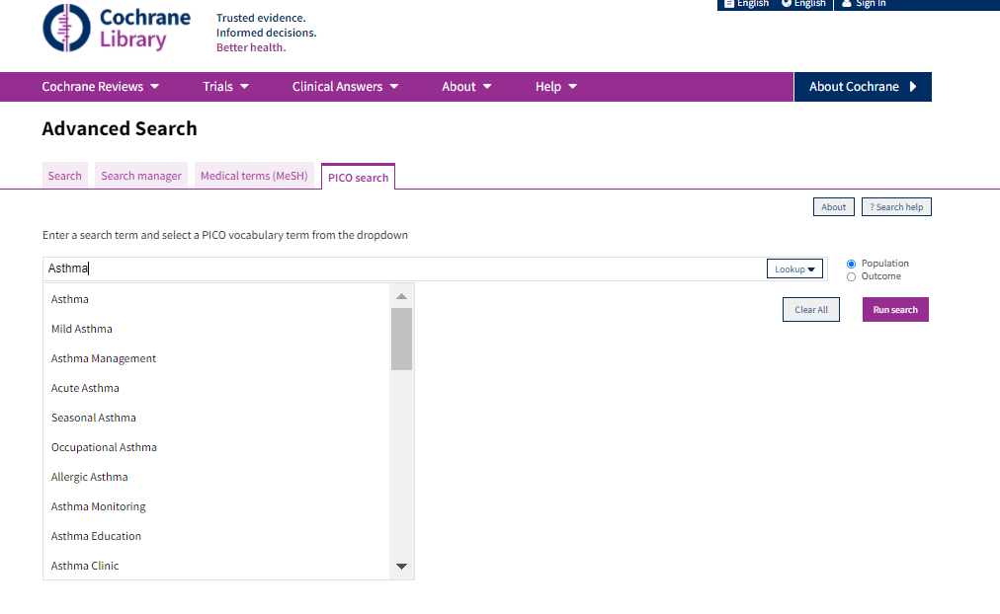 English English Sign In
Cochrane
Library
Trusted evidence.
Informed decisions.
Better health.
Cochrane Reviews Trials Clinical Answers About Help About Cochrane
Advanced Search
Search Search manager Medical terms (MeSH) PICO search
About ? Search help
Enter a search term and select a PICO vocabulary term from the dropdown
Asthma Lookup Population
Outcome
Clear All Run search
Asthma
Mild Asthma
Asthma Management
Acute Asthma
Seasonal Asthma
Occupational Asthma
Allergic Asthma
Asthma Monitoring
Asthma Education
Asthma Clinic